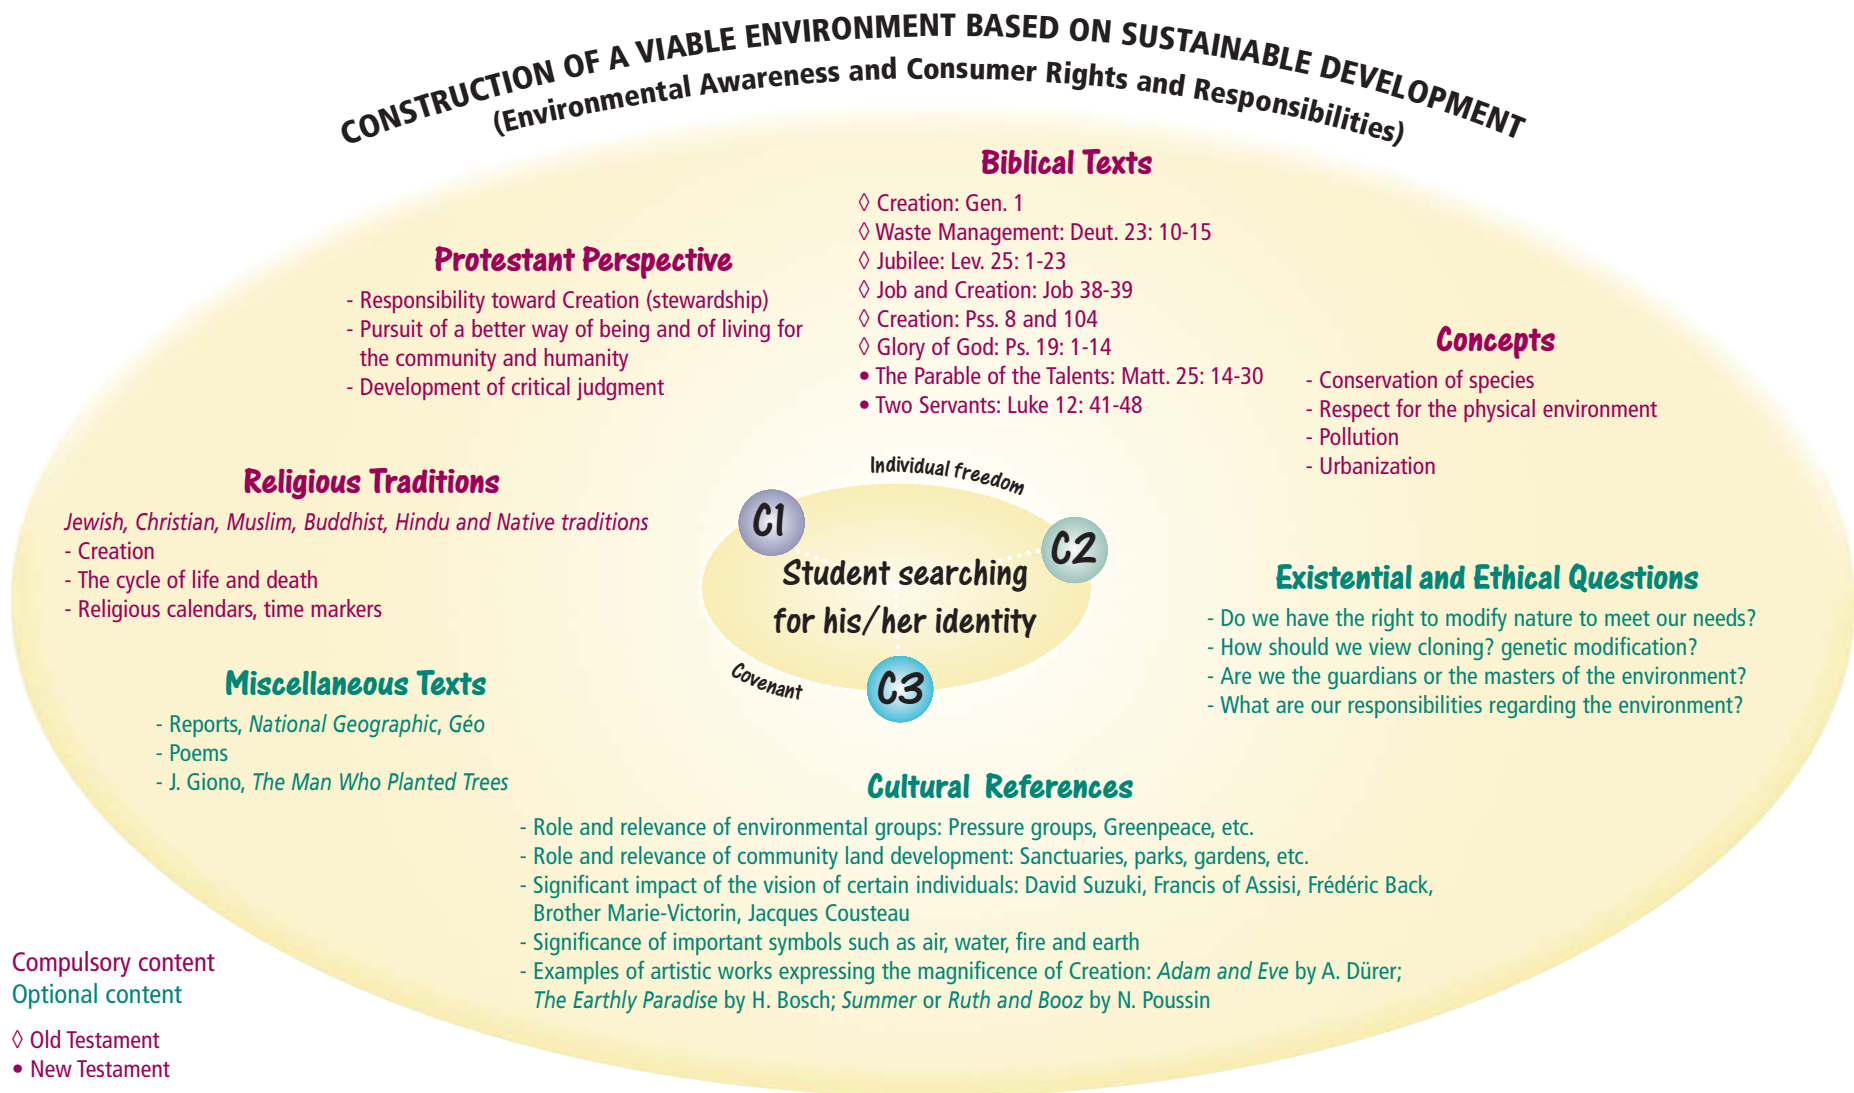 CONSTRUCTION OF A VIABLE ENVIRONMENT BASED ON SUSTAINABLE DEVELOPMENT
(Environmental Awareness and Consumer Rights and Responsibilities)
Biblical Texts
◊ Creation: Gen. 1
◊ Waste Management: Deut. 23: 10-15
◊ Jubilee: Lev. 25: 1-23
◊ Job and Creation: Job 38-39
◊ Creation: Pss. 8 and 104
◊ Glory of God: Ps. 19: 1-14
• The Parable of the Talents: Matt. 25: 14-30
• Two Servants: Luke 12: 41-48
Protestant Perspective
- Responsibility toward Creation (stewardship)
- Pursuit of a better way of being and of living for
the community and humanity
- Development of critical judgment
Concepts
- Conservation of species
- Respect for the physical environment
- Pollution
- Urbanization
Religious Traditions
Jewish, Christian, Muslim, Buddhist, Hindu and Native traditions
- Creation
- The cycle of life and death
- Religious calendars, time markers
Individual freedom
C1
C2
Student searching
for his/her identity
C3
Covenant
Existential and Ethical Questions
- Do we have the right to modify nature to meet our needs?
- How should we view cloning? genetic modification?
- Are we the guardians or the masters of the environment?
- What are our responsibilities regarding the environment?
Miscellaneous Texts
- Reports, National Geographic, Géo
- Poems
- J. Giono, The Man Who Planted Trees
Cultural References
- Role and relevance of environmental groups: Pressure groups, Greenpeace, etc.
- Role and relevance of community land development: Sanctuaries, parks, gardens, etc.
- Significant impact of the vision of certain individuals: David Suzuki, Francis of Assisi, Frédéric Back,
Brother Marie-Victorin, Jacques Cousteau
- Significance of important symbols such as air, water, fire and earth
- Examples of artistic works expressing the magnificence of Creation: Adam and Eve by A. Dürer;
The Earthly Paradise by H. Bosch; Summer or Ruth and Booz by N. Poussin
Compulsory content
Optional content
◊ Old Testament
• New Testament